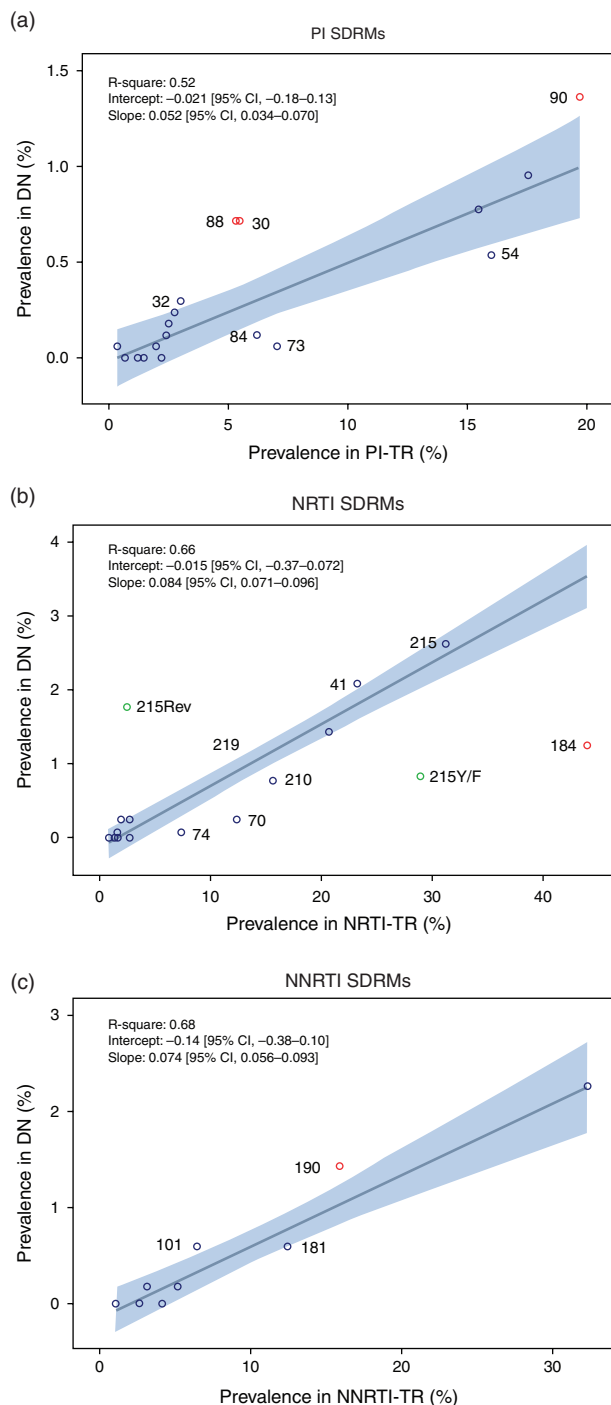 (a)
PI SDRMs
R-square: 0.52
Intercept: –0.021 [95% CI, –0.18–0.13]
Slope: 0.052 [95% CI, 0.034–0.070]
90
88
30
54
32
84
73
1.5
1.0
0.5
0.0
Prevalence in DN (%)
0 5 10 15 20
Prevalence in PI-TR (%)
(b)
NRTI SDRMs
R-square: 0.66
Intercept: –0.015 [95% CI, –0.37–0.072]
Slope: 0.084 [95% CI, 0.071–0.096]
215
41
215Rev
219
184
210
215Y/F
70
74
4
3
2
1
0
Prevalence in DN (%)
0 10 20 30 40
Prevalence in NRTI-TR (%)
(c)
NNRTI SDRMs
R-square: 0.68
Intercept: –0.14 [95% CI, –0.38–0.10]
Slope: 0.074 [95% CI, 0.056–0.093]
190
101
181
3
2
1
0
Prevalence in DN (%)
0 10 20 30
Prevalence in NNRTI-TR (%)